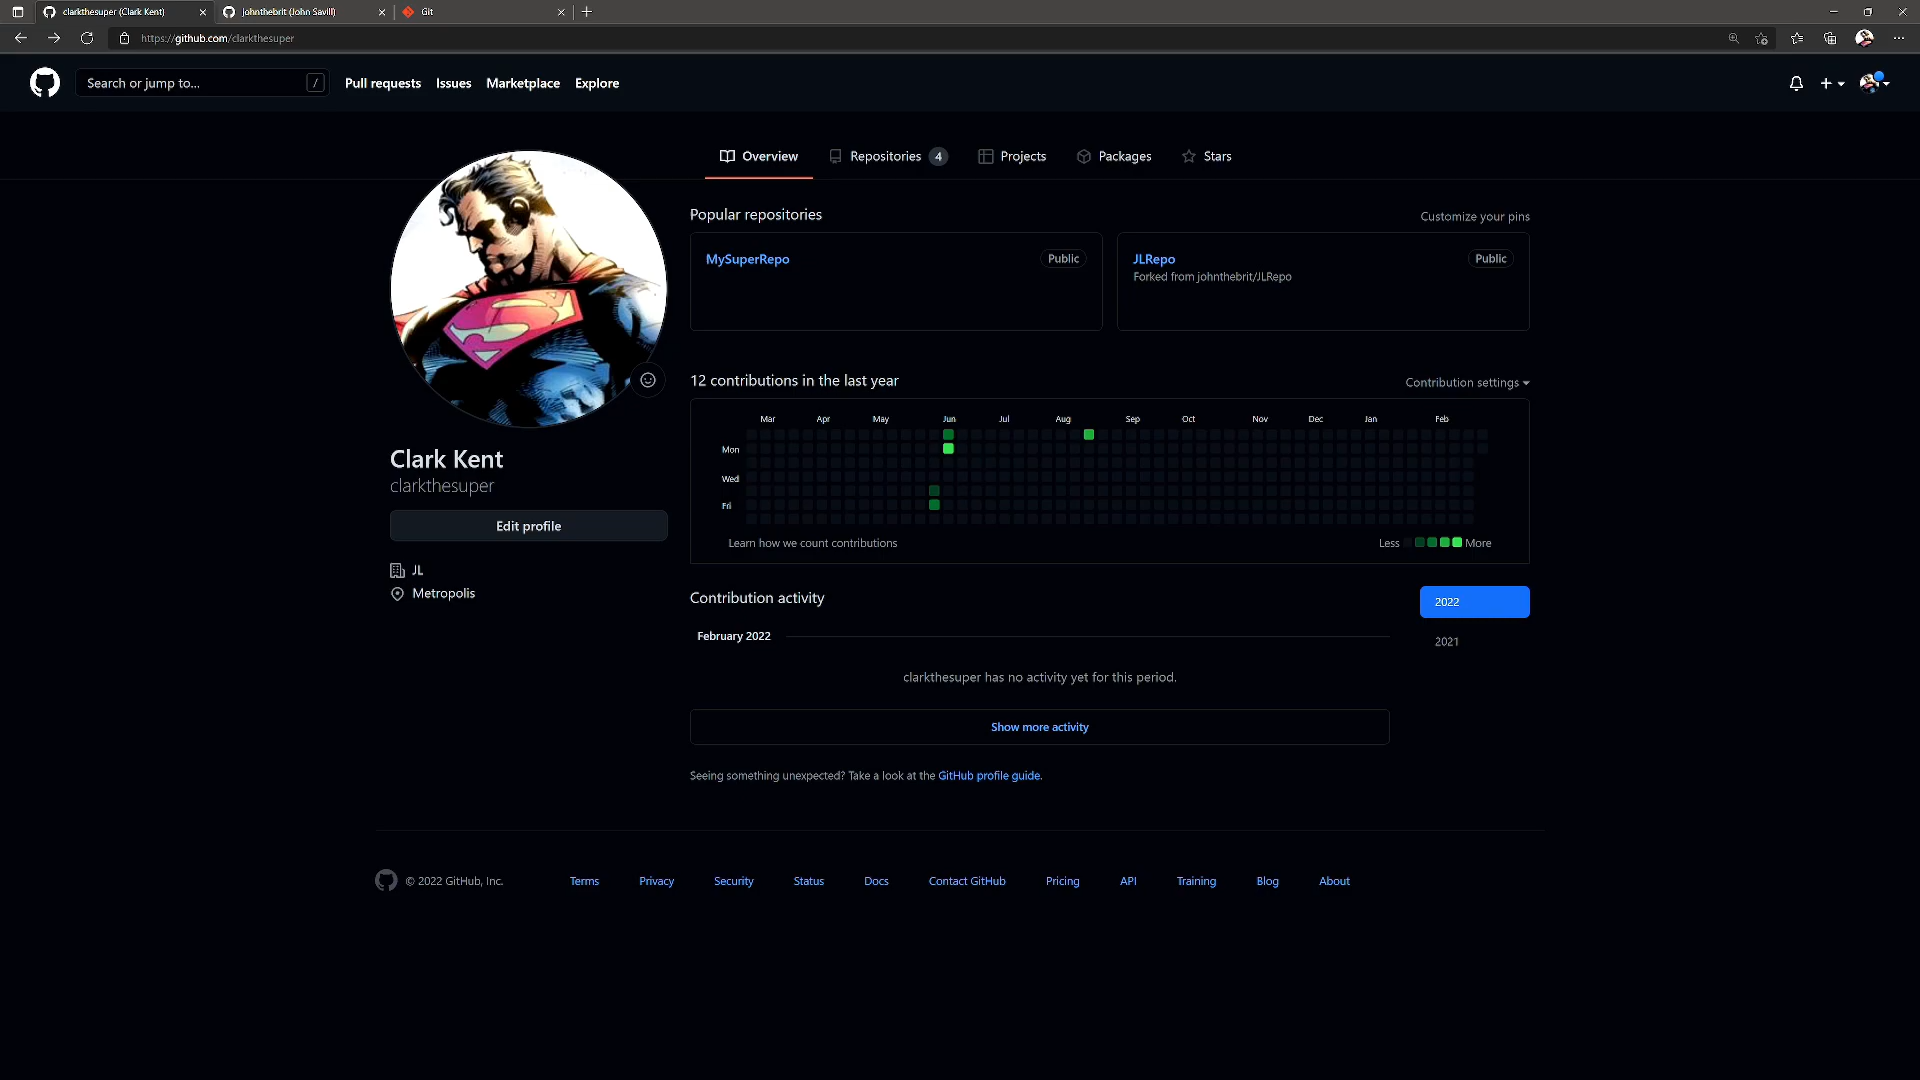 clarkthesuper (Clark Kent)
johnthebrit (John Savill)
Git
https://github.com/clarkthesuper
Search or jump to...
/
Pull requests
Issues
Marketplace
Explore
Overview
Repositories 4
Projects
Packages
Stars
Popular repositories
Customize your pins
MySuperRepo
Public
JLRepo
Public
Forked from johnthebrit/JLRepo
12 contributions in the last year
Contribution settings
Mar Apr May Jun Jul Aug Sep Oct Nov Dec Jan Feb
Mon
Wed
Fri
Learn how we count contributions
Less More
Clark Kent
clarkthesuper
Edit profile
JL
Metropolis
Contribution activity
2022
2021
February 2022
clarkthesuper has no activity yet for this period.
Show more activity
Seeing something unexpected? Take a look at the GitHub profile guide.
© 2022 GitHub, Inc.
Terms
Privacy
Security
Status
Docs
Contact GitHub
Pricing
API
Training
Blog
About